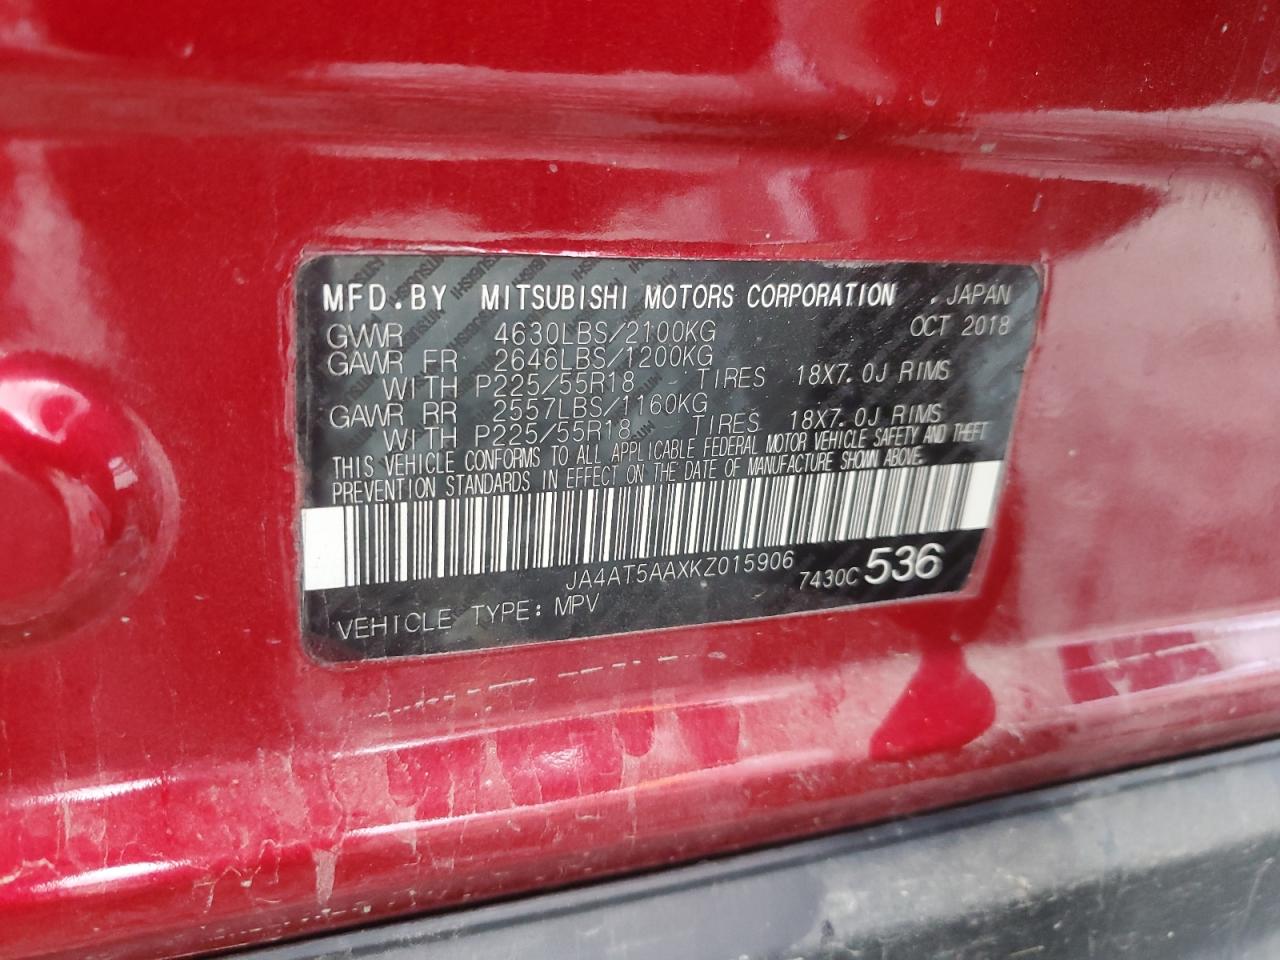 MFD. BY MITSUBISHI MOTORS CORPORATION . JAPAN
GVWR 4630LBS/2100KG OCT 2018
GAWR FR 2646LBS/1200KG
WITH P225/55R18 TIRES 18X7.0J RIMS
GAWR RR 2557LBS/1160KG
WITH P225/55R18 TIRES 18X7.0J RIMS
THIS VEHICLE CONFORMS TO ALL APPLICABLE FEDERAL MOTOR VEHICLE SAFETY AND THEFT
PREVENTION STANDARDS IN EFFECT ON THE DATE OF MANUFACTURE SHOWN ABOVE.
JA4AT5AAXKZ015906
7430C 536
VEHICLE TYPE: MPV